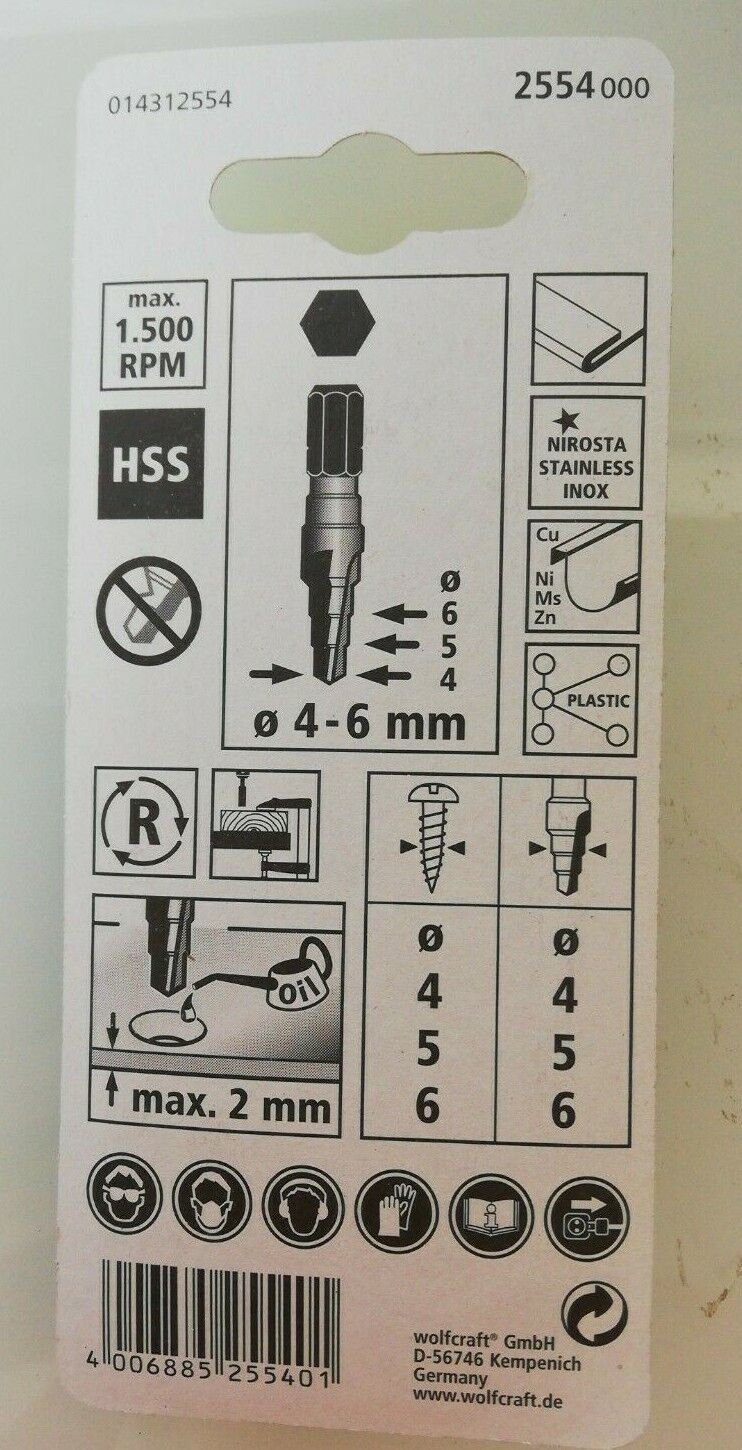 014312554
2554 000
max.
1.500
RPM
HSS
ø
6
5
4
ø 4-6 mm
NIROSTA
STAINLESS
INOX
Cu
Ni
Ms
Zn
PLASTIC
R
oil
max. 2 mm
ø ø
4 4
5 5
6 6
i
4 006885 255401
wolfcraft® GmbH
D-56746 Kempenich
Germany
www.wolfcraft.de